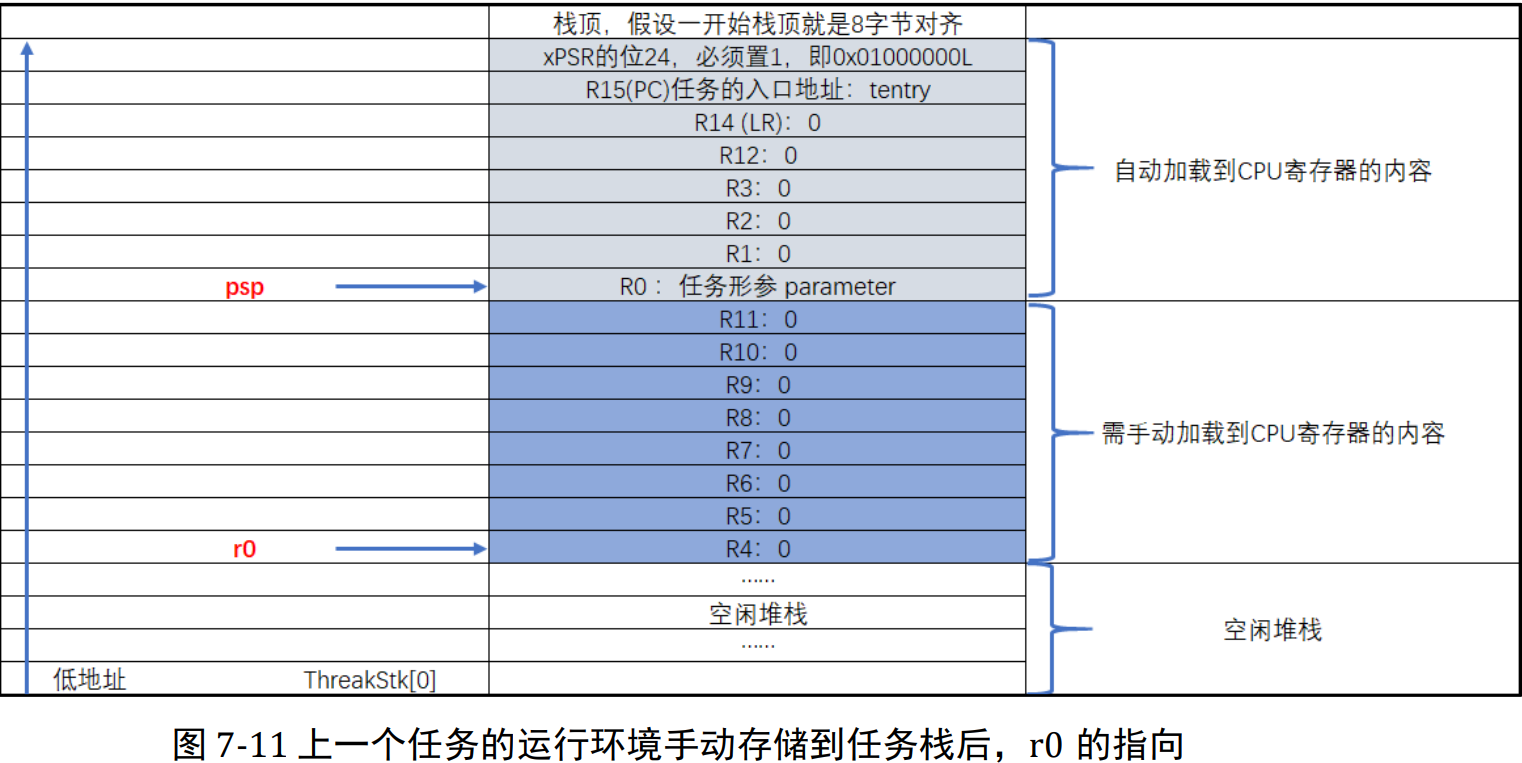 栈顶，假设一开始栈顶就是8字节对齐
xPSR的位24，必须置1，即0x01000000L
R15(PC)任务的入口地址：tentry
R14 (LR)：0
R12：0
R3：0
R2：0
R1：0
自动加载到CPU寄存器的内容
psp
R0 ：任务形参 parameter
R11：0
R10：0
R9：0
R8：0
R7：0
R6：0
R5：0
需手动加载到CPU寄存器的内容
r0
R4：0
……
空闲堆栈
……
空闲堆栈
低地址 ThreakStk[0]
图 7-11 上一个任务的运行环境手动存储到任务栈后，r0 的指向